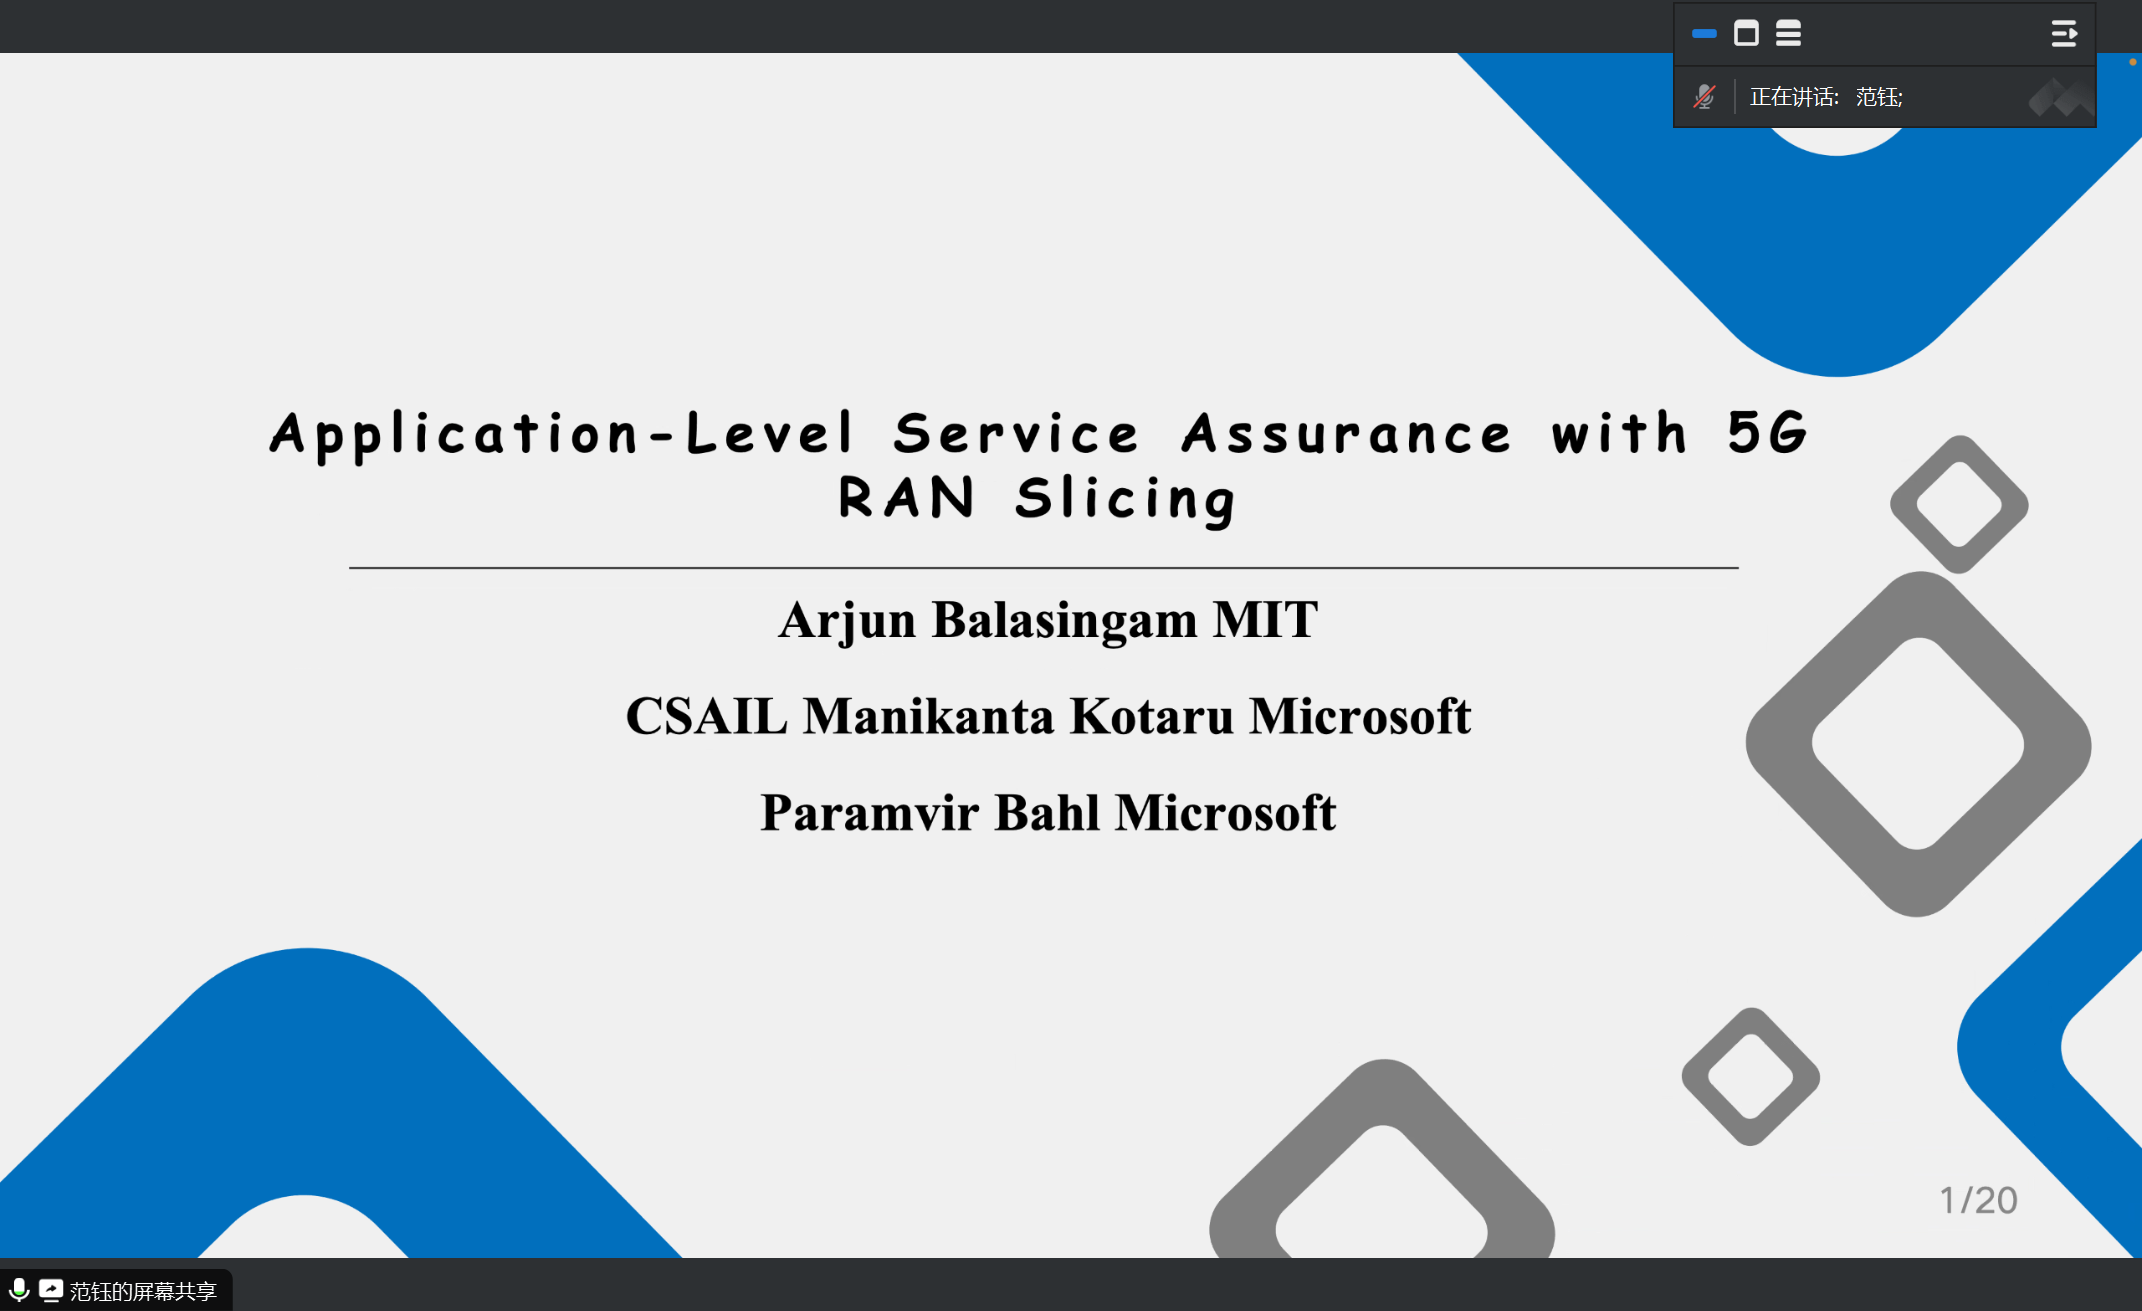 正在讲话: 范钰;
Application-Level Service Assurance with 5G
RAN Slicing
Arjun Balasingam MIT
CSAIL Manikanta Kotaru Microsoft
Paramvir Bahl Microsoft
1/20
范钰的屏幕共享